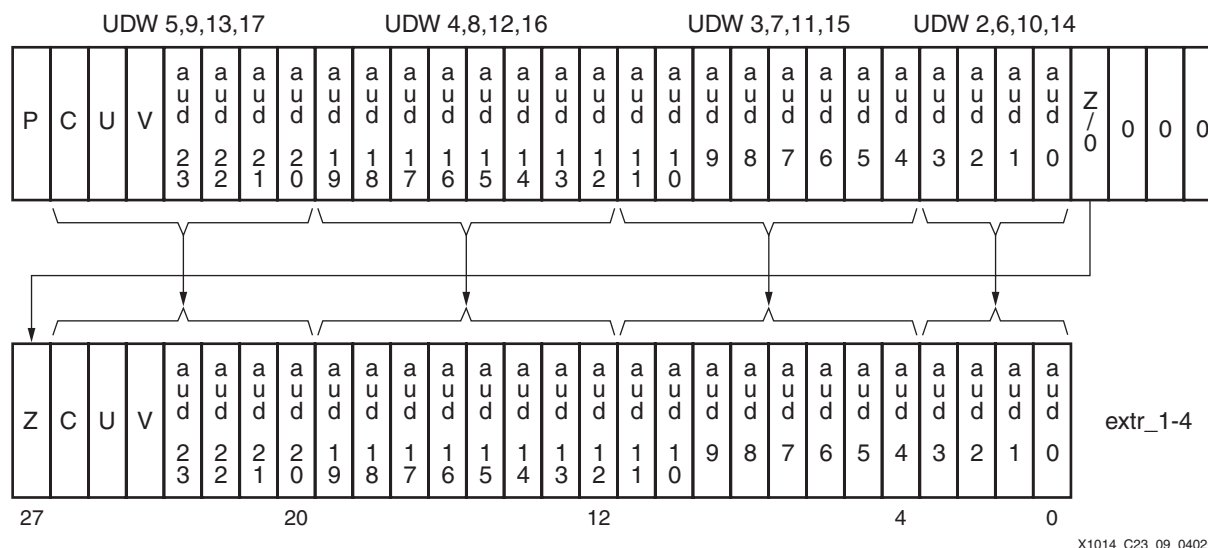 UDW 5,9,13,17 UDW 4,8,12,16 UDW 3,7,11,15 UDW 2,6,10,14
P C U V aud 23 aud 22 aud 21 aud 20 aud 19 aud 18 aud 17 aud 16 aud 15 aud 14 aud 13 aud 12 aud 11 aud 10 aud 9 aud 8 aud 7 aud 6 aud 5 aud 4 aud 3 aud 2 aud 1 aud 0 Z/0 0 0 0
Z C U V aud 23 aud 22 aud 21 aud 20 aud 19 aud 18 aud 17 aud 16 aud 15 aud 14 aud 13 aud 12 aud 11 aud 10 aud 9 aud 8 aud 7 aud 6 aud 5 aud 4 aud 3 aud 2 aud 1 aud 0 extr_1-4
27 20 12 4 0
X1014_C23_09_0402